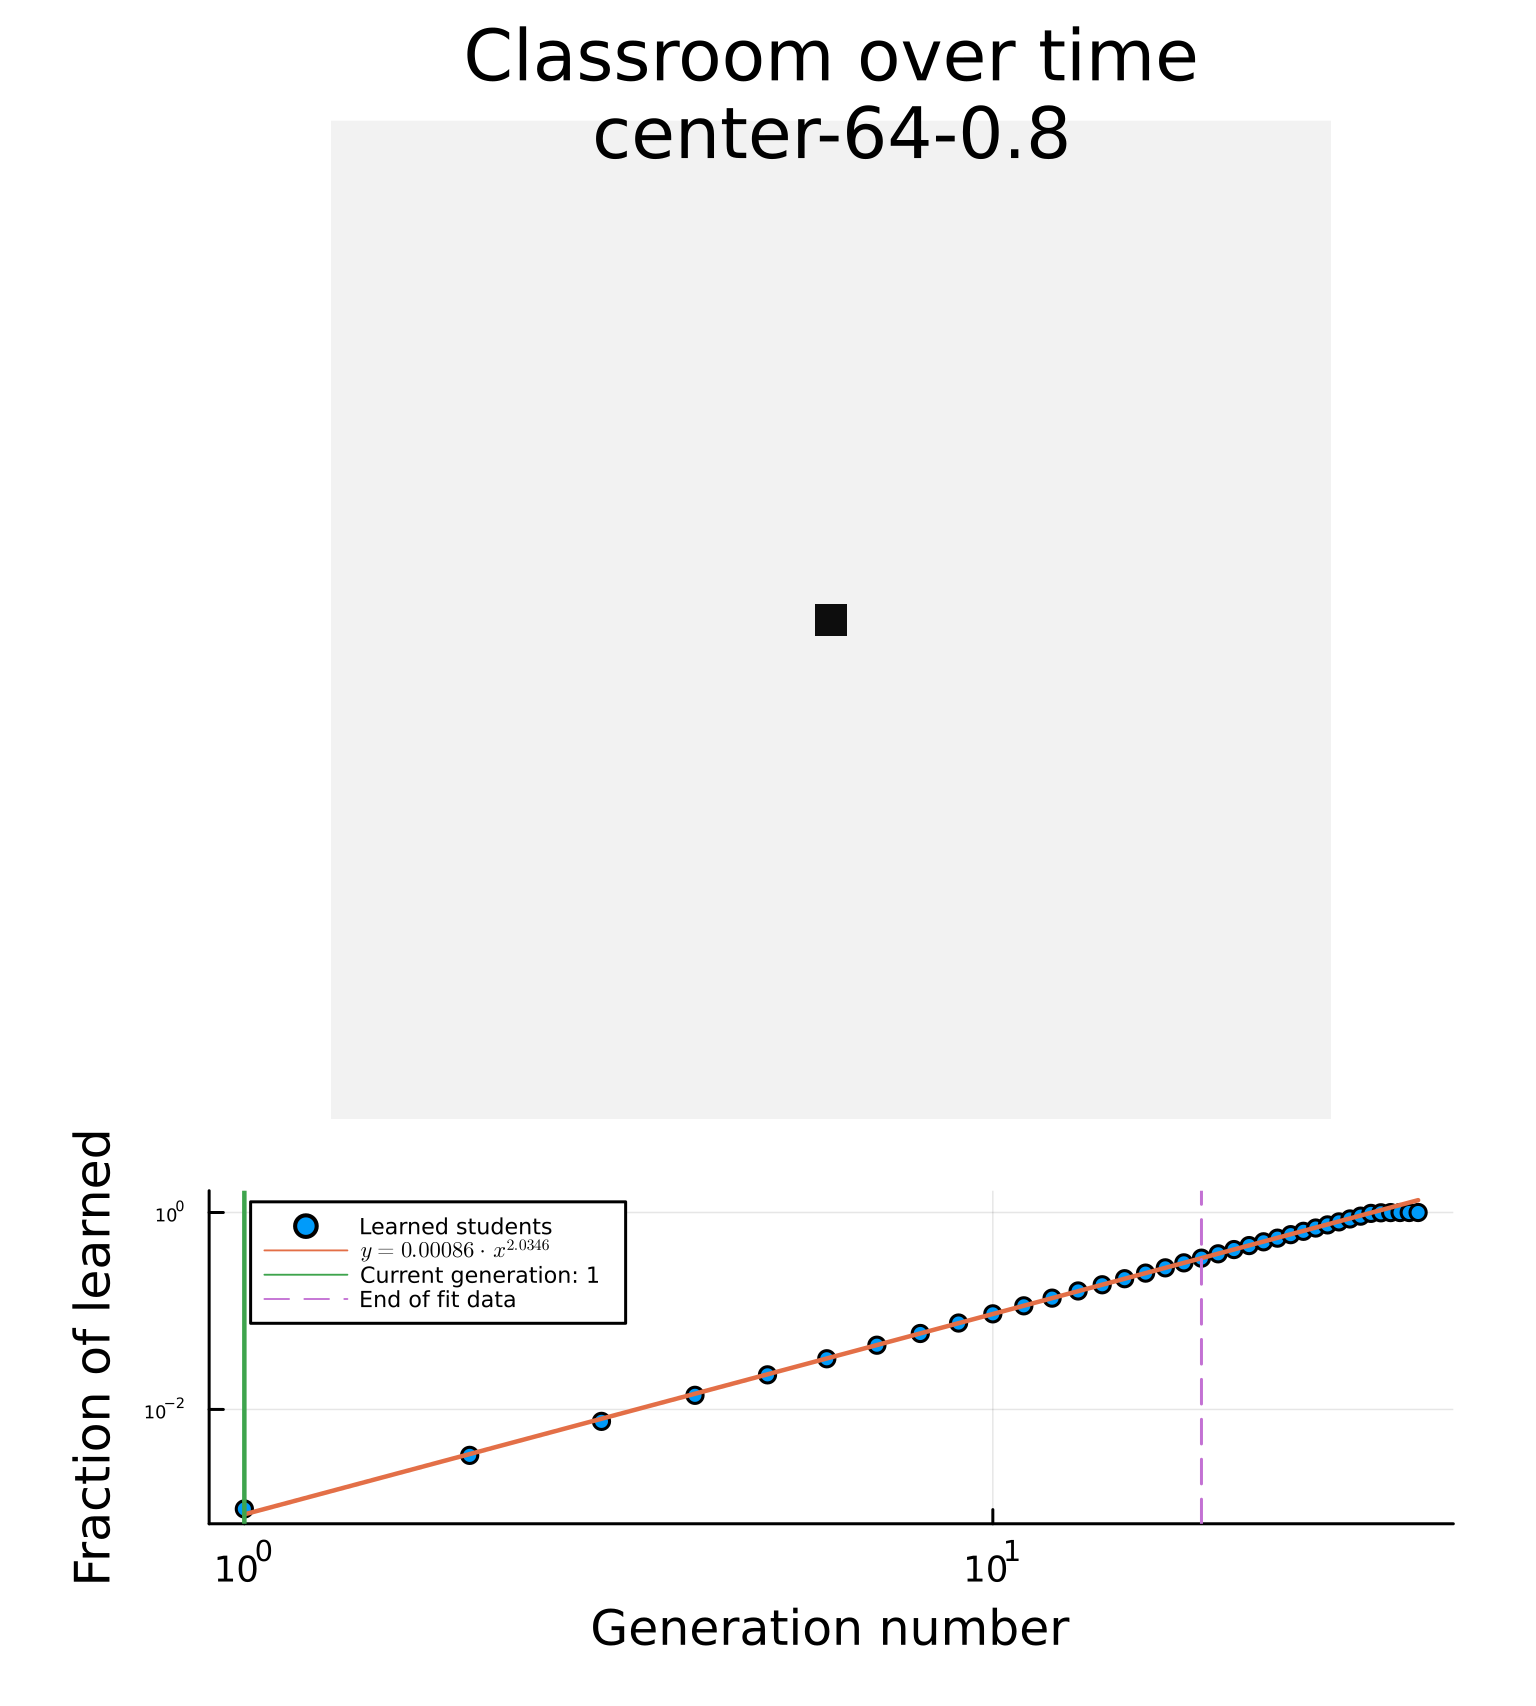 Classroom over time
center-64-0.8
Fraction of learned
10^0
10^-2
Learned students
y = 0.00086 · x^2.0346
Current generation: 1
End of fit data
10^0
10^1
Generation number